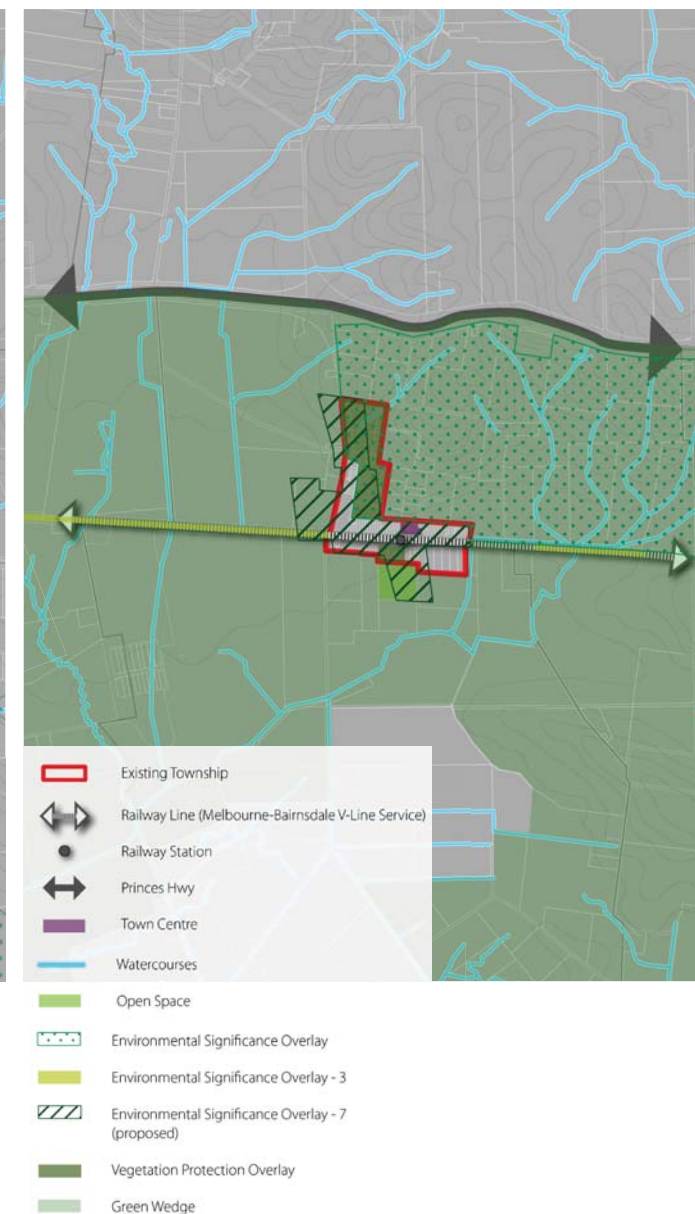 Existing Township
Railway Line (Melbourne-Bairnsdale V-Line Service)
Railway Station
Princes Hwy
Town Centre
Watercourses
Open Space
Environmental Significance Overlay
Environmental Significance Overlay - 3
Environmental Significance Overlay - 7
(proposed)
Vegetation Protection Overlay
Green Wedge